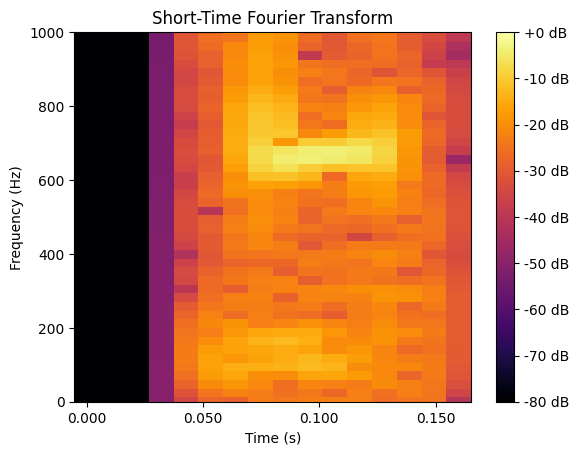 Short-Time Fourier Transform
1000
800
600
400
200
0
Frequency (Hz)
0.000
0.050
0.100
0.150
Time (s)
+0 dB
-10 dB
-20 dB
-30 dB
-40 dB
-50 dB
-60 dB
-70 dB
-80 dB